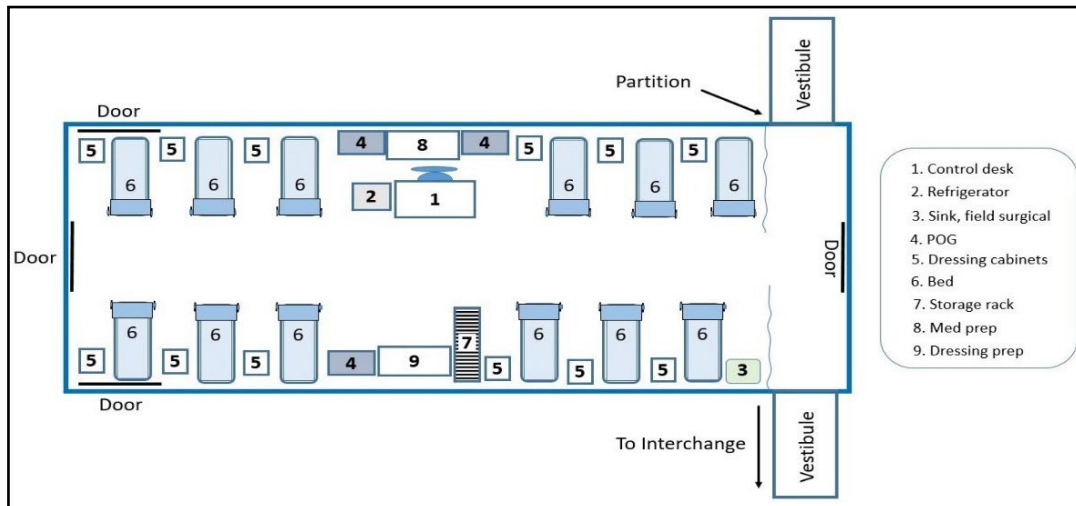 Vestibule
Partition
Door
5 5 5 4 8 4 5 5 5
6 6 6 6 6 6
2 1
Door Door
6 6 6 7 6 6 6
5 5 5 4 9 5 5 5 3
Door
To Interchange
Vestibule
1. Control desk
2. Refrigerator
3. Sink, field surgical
4. POG
5. Dressing cabinets
6. Bed
7. Storage rack
8. Med prep
9. Dressing prep